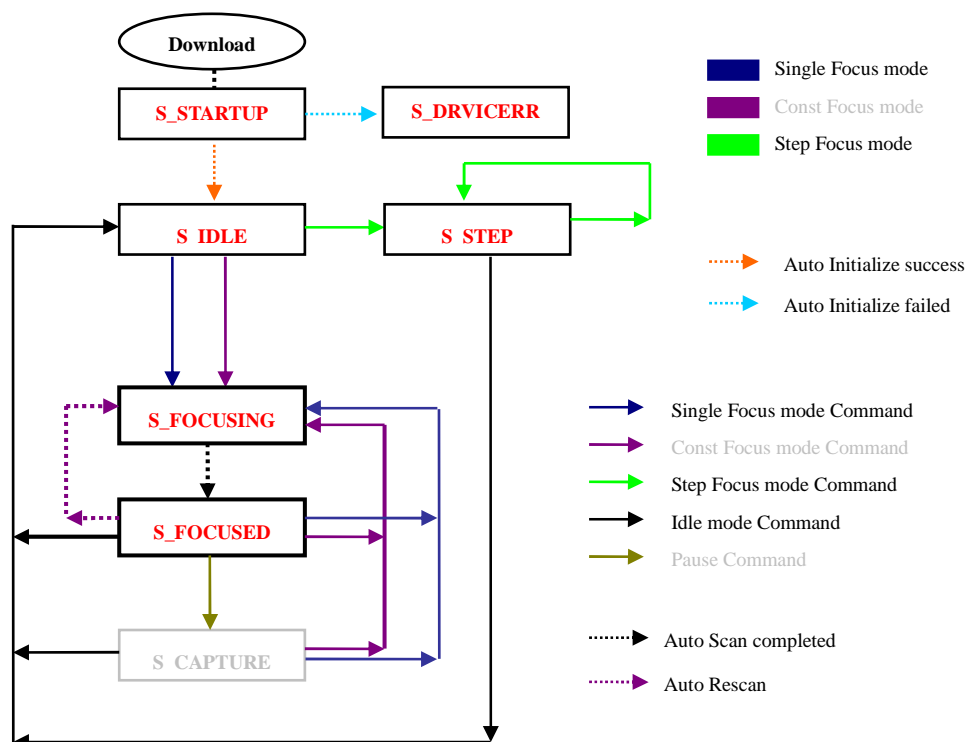 Download
S_STARTUP
S_DRVICERR
S_IDLE
S_STEP
S_FOCUSING
S_FOCUSED
S_CAPTURE
Single Focus mode
Const Focus mode
Step Focus mode
Auto Initialize success
Auto Initialize failed
Single Focus mode Command
Const Focus mode Command
Step Focus mode Command
Idle mode Command
Pause Command
Auto Scan completed
Auto Rescan